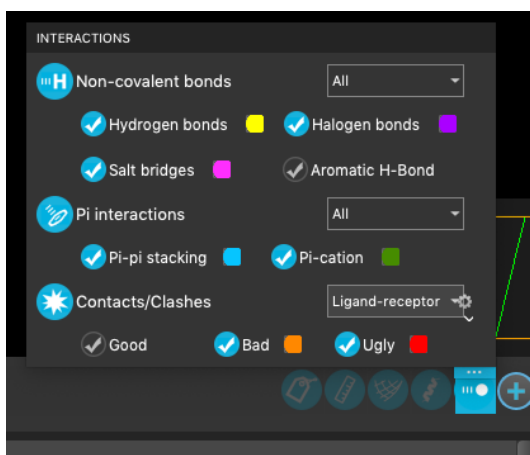 INTERACTIONS
H Non-covalent bonds All
Hydrogen bonds Halogen bonds
Salt bridges Aromatic H-Bond
Pi interactions All
Pi-pi stacking Pi-cation
Contacts/Clashes Ligand-receptor
Good Bad Ugly